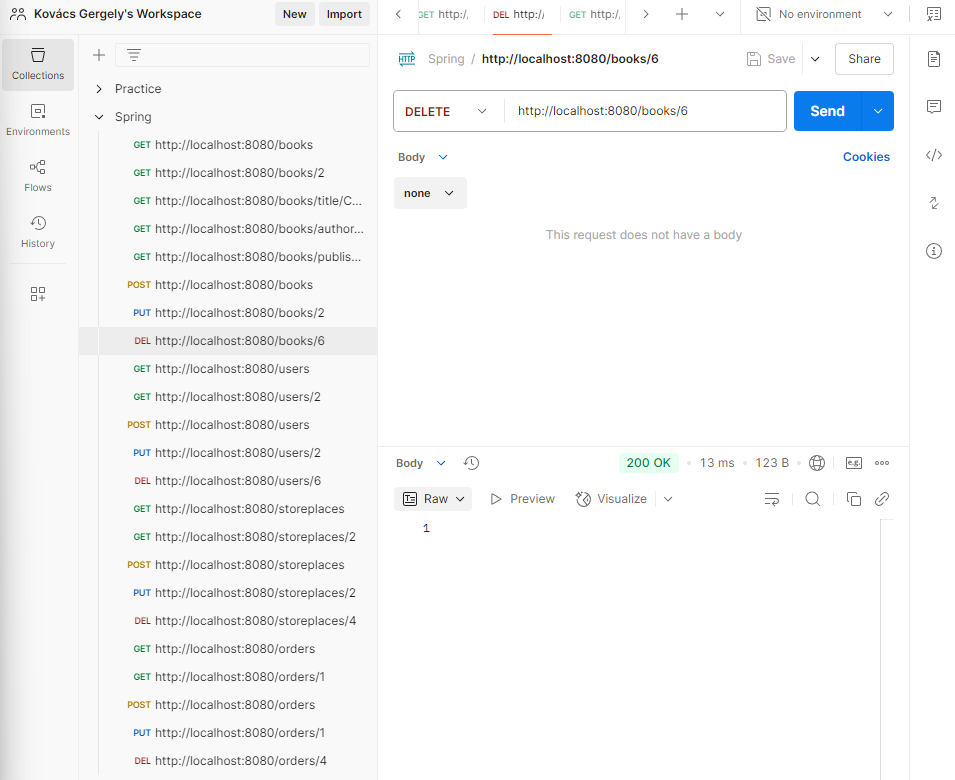 Kovács Gergely's Workspace
New
Import
GET http:/.
DEL http:/
GET http:/.
No environment
Collections
Environments
Flows
History
Practice
Spring
GET http://localhost:8080/books
GET http://localhost:8080/books/2
GET http://localhost:8080/books/title/C...
GET http://localhost:8080/books/author...
GET http://localhost:8080/books/publis...
POST http://localhost:8080/books
PUT http://localhost:8080/books/2
DEL http://localhost:8080/books/6
GET http://localhost:8080/users
GET http://localhost:8080/users/2
POST http://localhost:8080/users
PUT http://localhost:8080/users/2
DEL http://localhost:8080/users/6
GET http://localhost:8080/storeplaces
GET http://localhost:8080/storeplaces/2
POST http://localhost:8080/storeplaces
PUT http://localhost:8080/storeplaces/2
DEL http://localhost:8080/storeplaces/4
GET http://localhost:8080/orders
GET http://localhost:8080/orders/1
POST http://localhost:8080/orders
PUT http://localhost:8080/orders/1
DEL http://localhost:8080/orders/4
HTTP Spring / http://localhost:8080/books/6
Save
Share
DELETE
http://localhost:8080/books/6
Send
Body
Cookies
none
This request does not have a body
Body
200 OK • 13 ms • 123 B •
e.g.
Raw
Preview
Visualize
1